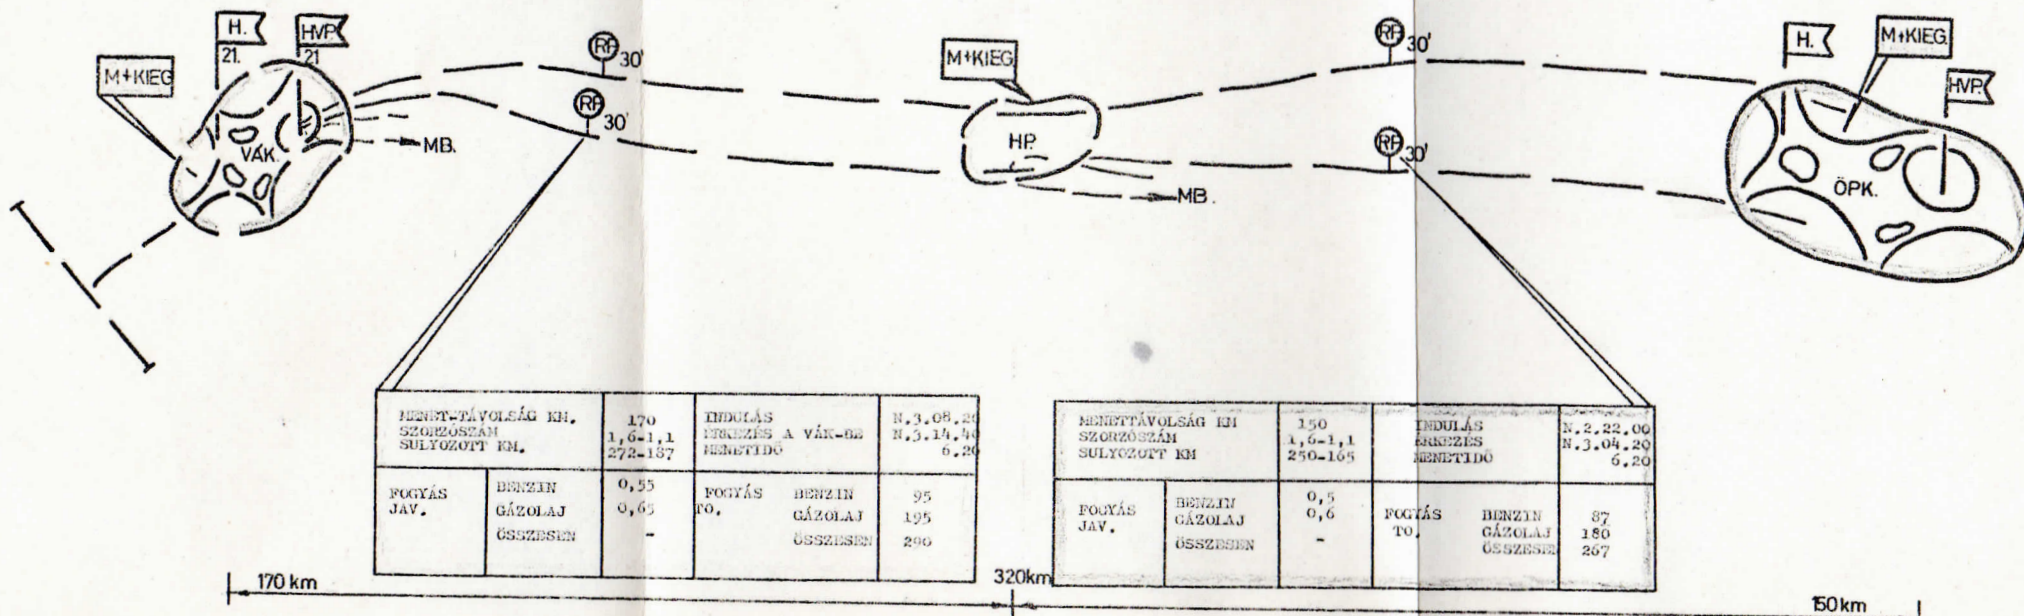 H.
21.
HVP.
21
M+KIEG
VÁK.
MB.
RP
30'
RP
30'
M+KIEG.
HP.
MB.
RP
30'
RP
30'
H.
M+KIEG.
HVP.
ÖPK.
MENET-TÁVOLSÁG KM. 170 INDULÁS N.3.08.20
SZORZÓSZÁM 1,6-1,1 ÉRKEZÉS A VÁK-BE N.3.14.40
SULYOZOTT KM. 272-187 MENETIDŐ 6.20
FOGYÁS JAV. BENZIN 0,55 FOGYÁS TO. BENZIN 95
GÁZOLAJ 0,65 GÁZOLAJ 195
ÖSSZESEN - ÖSSZESEN 290
MENETTÁVOLSÁG KM 150 INDULÁS N.2.22.00
SZORZÓSZÁM 1,6-1,1 ÉRKEZÉS N.3.04.20
SULYOZOTT KM 250-165 MENETIDŐ 6.20
FOGYÁS JAV. BENZIN 0,5 FOGYÁS TO. BENZIN 87
GÁZOLAJ 0,6 GÁZOLAJ 180
ÖSSZESEN - ÖSSZESEN 267
170 km
320km
150km